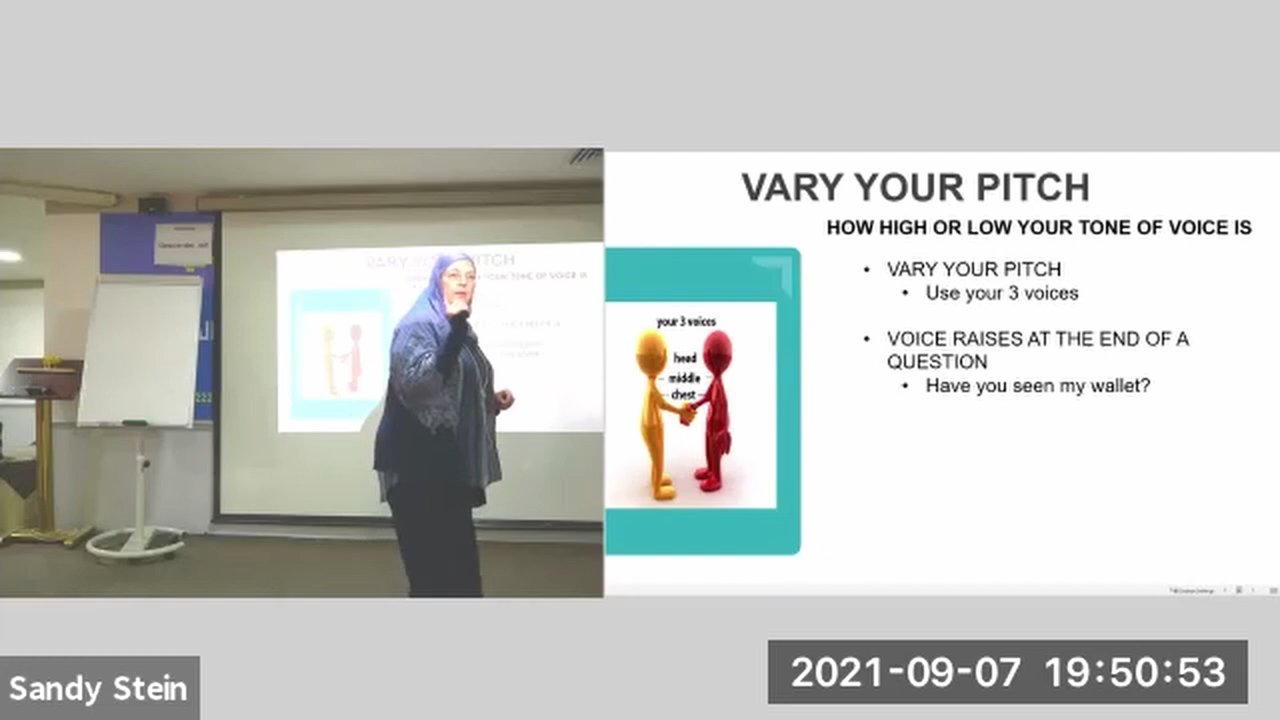 VARY YOUR PITCH
HOW HIGH OR LOW YOUR TONE OF VOICE IS
• VARY YOUR PITCH
• Use your 3 voices
• VOICE RAISES AT THE END OF A
QUESTION
• Have you seen my wallet?
your 3 voices
head
middle
chest
Sandy Stein
2021-09-07 19:50:53